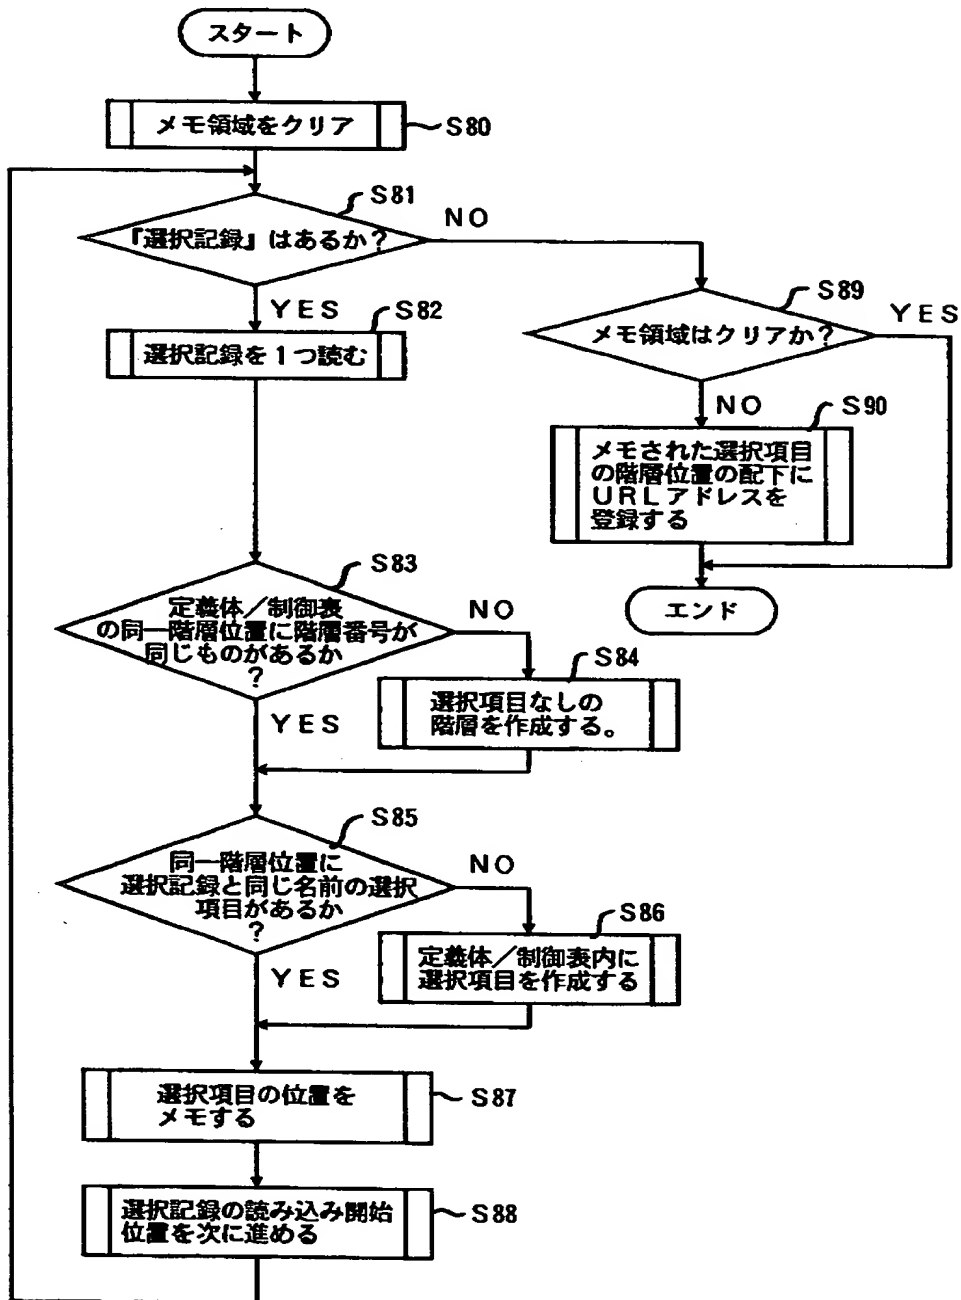 スタート
メモ領域をクリア
S80
S81
『選択記録』はあるか?
NO
YES
S82
選択記録を1つ読む
S89
メモ領域はクリアか?
YES
NO
S90
メモされた選択項目
の階層位置の配下に
URLアドレスを
登録する
エンド
S83
定義体/制御表
の同一階層位置に階層番号が
同じものがあるか
?
NO
YES
S84
選択項目なしの
階層を作成する。
S85
同一階層位置に
選択記録と同じ名前の選択
項目があるか
?
NO
YES
S86
定義体/制御表内に
選択項目を作成する
選択項目の位置を
メモする
S87
選択記録の読み込み開始
位置を次に進める
S88